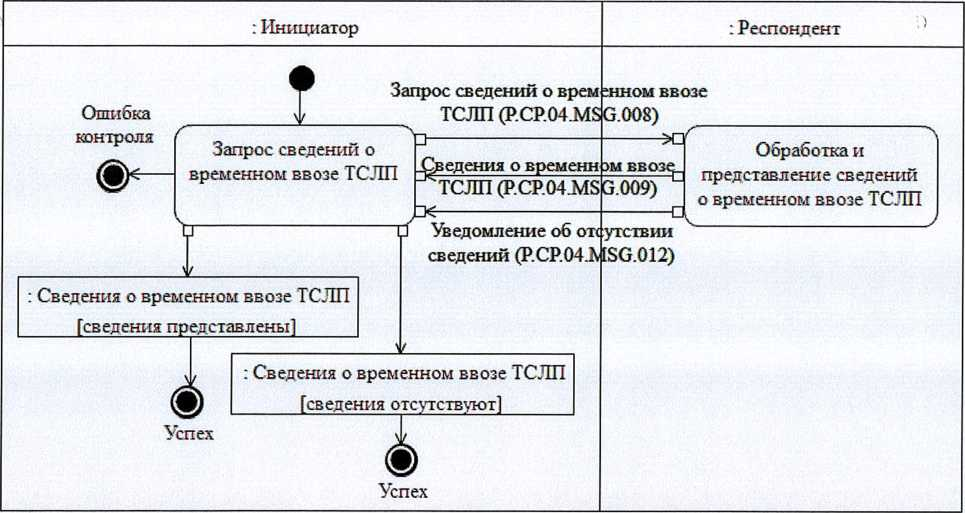 : Инициатор
: Респондент
Запрос сведений о временном ввозе
ТСЛП (P.CP.04.MSG.008)
Ошибка
контроля
Запрос сведений о
временном ввозе ТСЛП
Сведения о временном ввозе
ТСЛП (P.CP.04.MSG.009)
Обработка и
представление сведений
о временном ввозе ТСЛП
Уведомление об отсутствии
сведений (P.CP.04.MSG.012)
: Сведения о временном ввозе ТСЛП
[сведения представлены]
: Сведения о временном ввозе ТСЛП
[сведения отсутствуют]
Успех
Успех